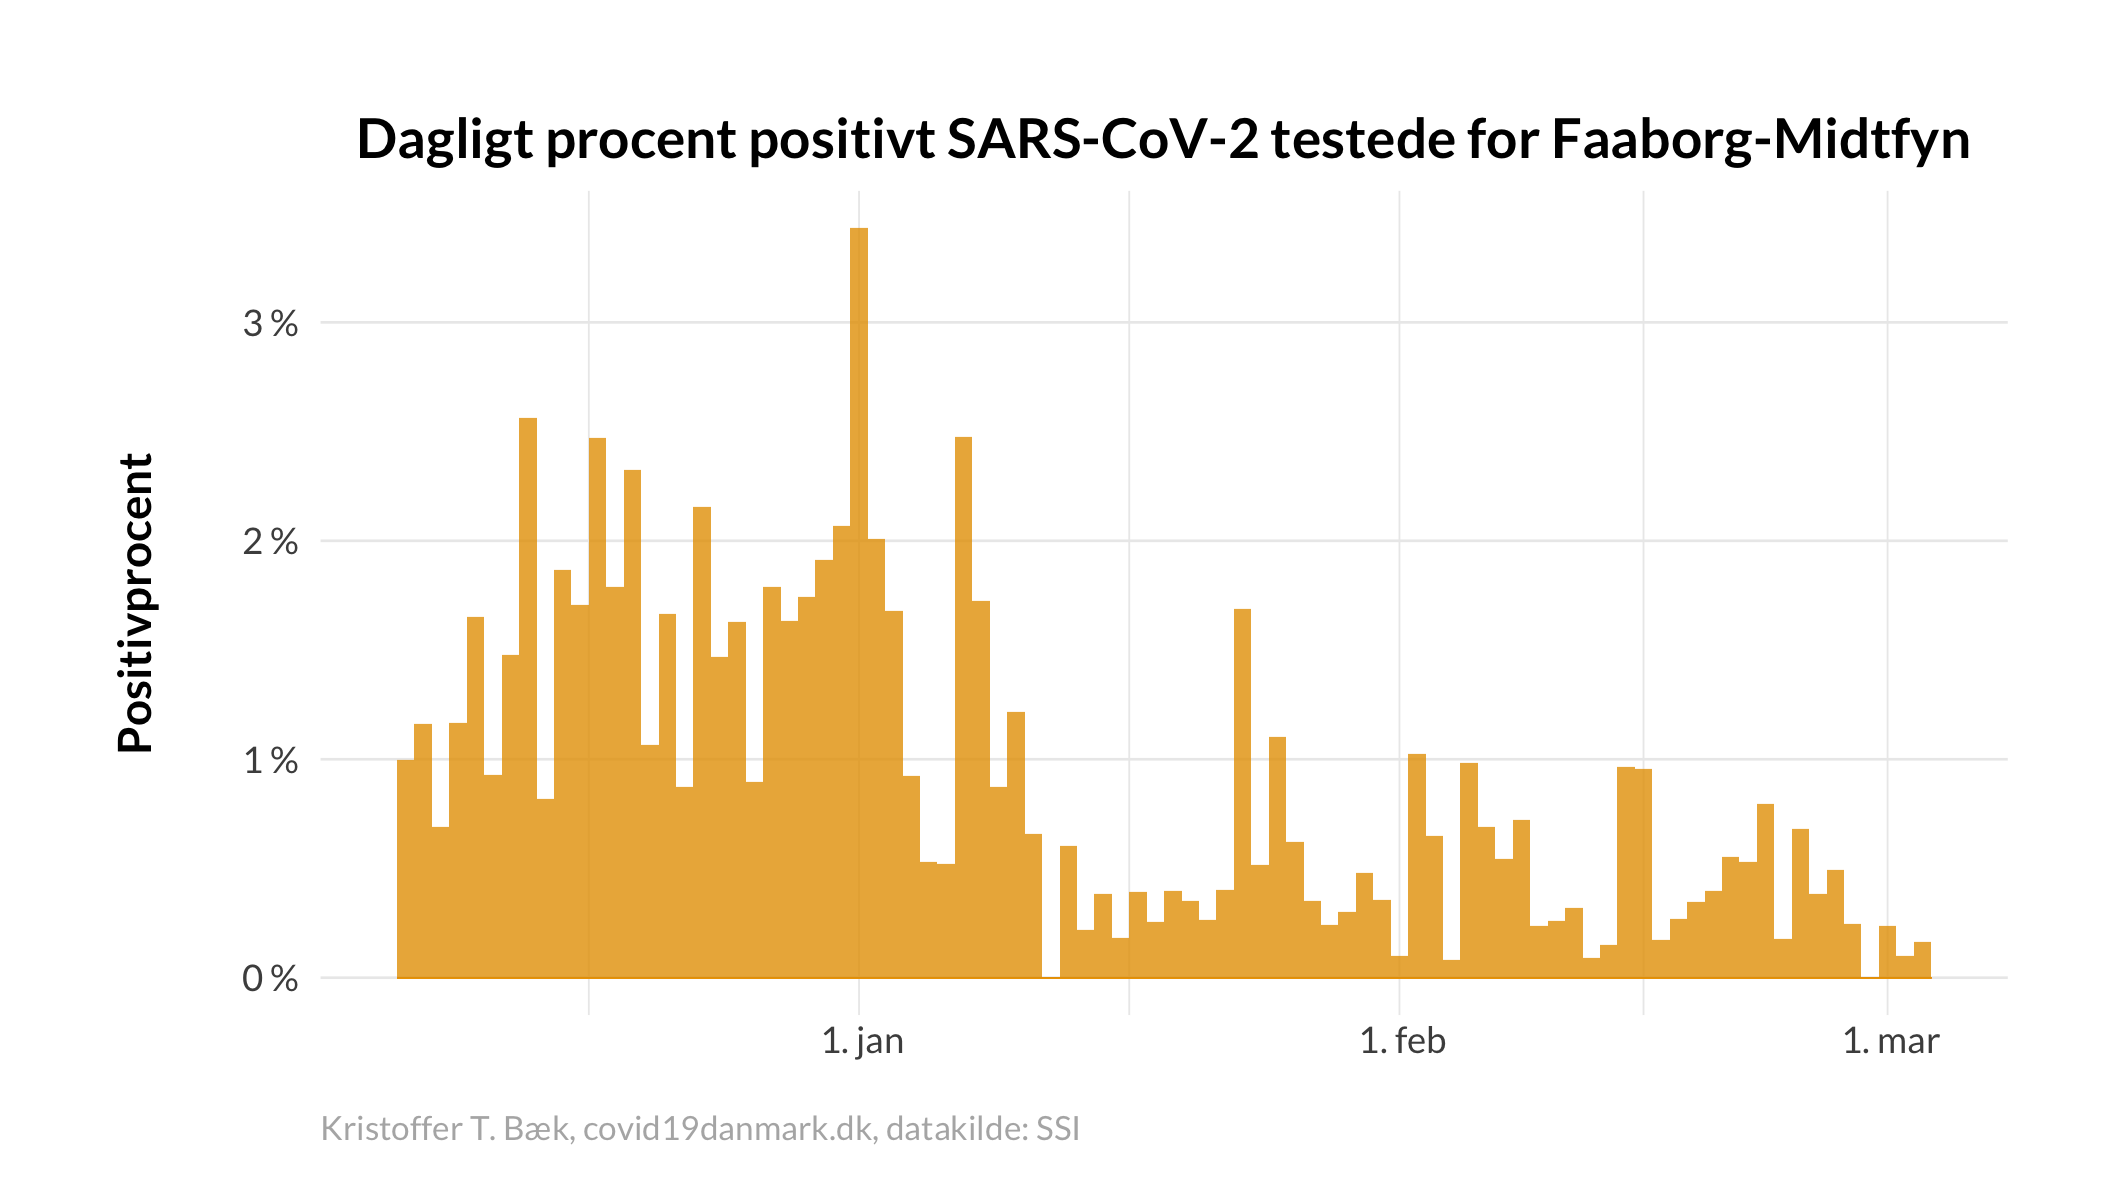 Dagligt procent positivt SARS-CoV-2 testede for Faaborg-Midtfyn
Positivprocent
3 %
2 %
1 %
0 %
1. jan
1. feb
1. mar
Kristoffer T. Bæk, covid19danmark.dk, datakilde: SSI